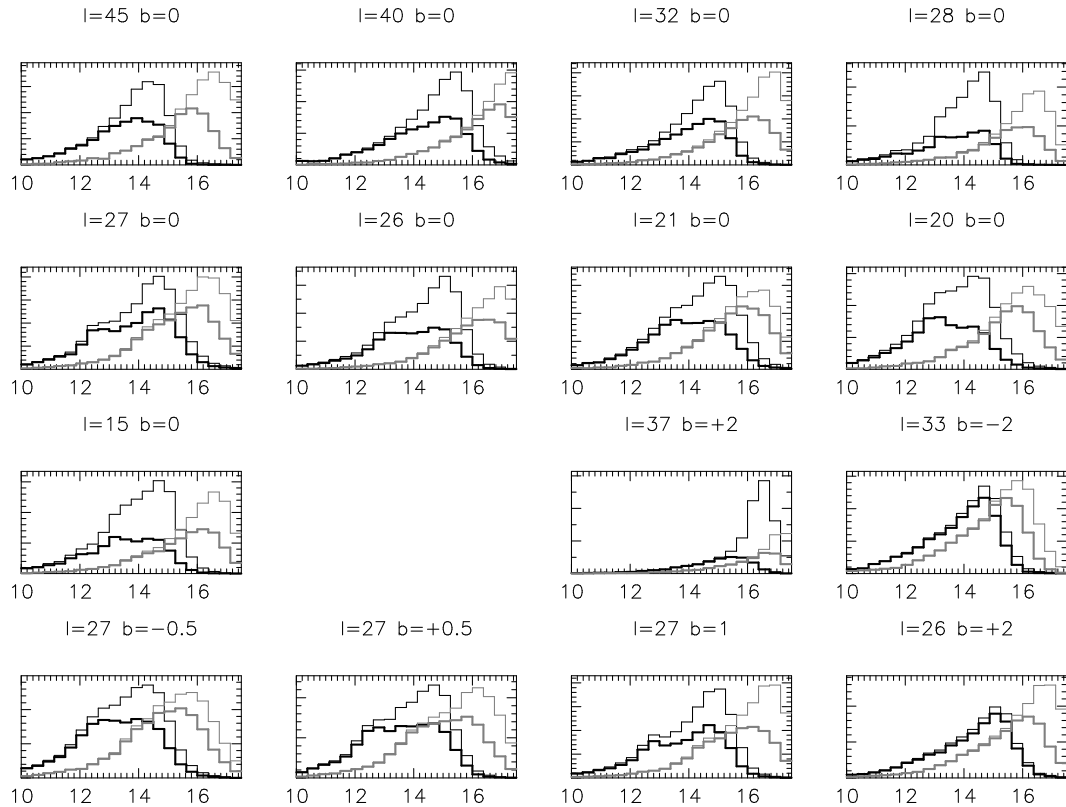 l=45 b=0 l=40 b=0 l=32 b=0 l=28 b=0
10 12 14 16 10 12 14 16 10 12 14 16 10 12 14 16
l=27 b=0 l=26 b=0 l=21 b=0 l=20 b=0
10 12 14 16 10 12 14 16 10 12 14 16 10 12 14 16
l=15 b=0 l=37 b=+2 l=33 b=−2
10 12 14 16 10 12 14 16 10 12 14 16
l=27 b=−0.5 l=27 b=+0.5 l=27 b=1 l=26 b=+2
10 12 14 16 10 12 14 16 10 12 14 16 10 12 14 16